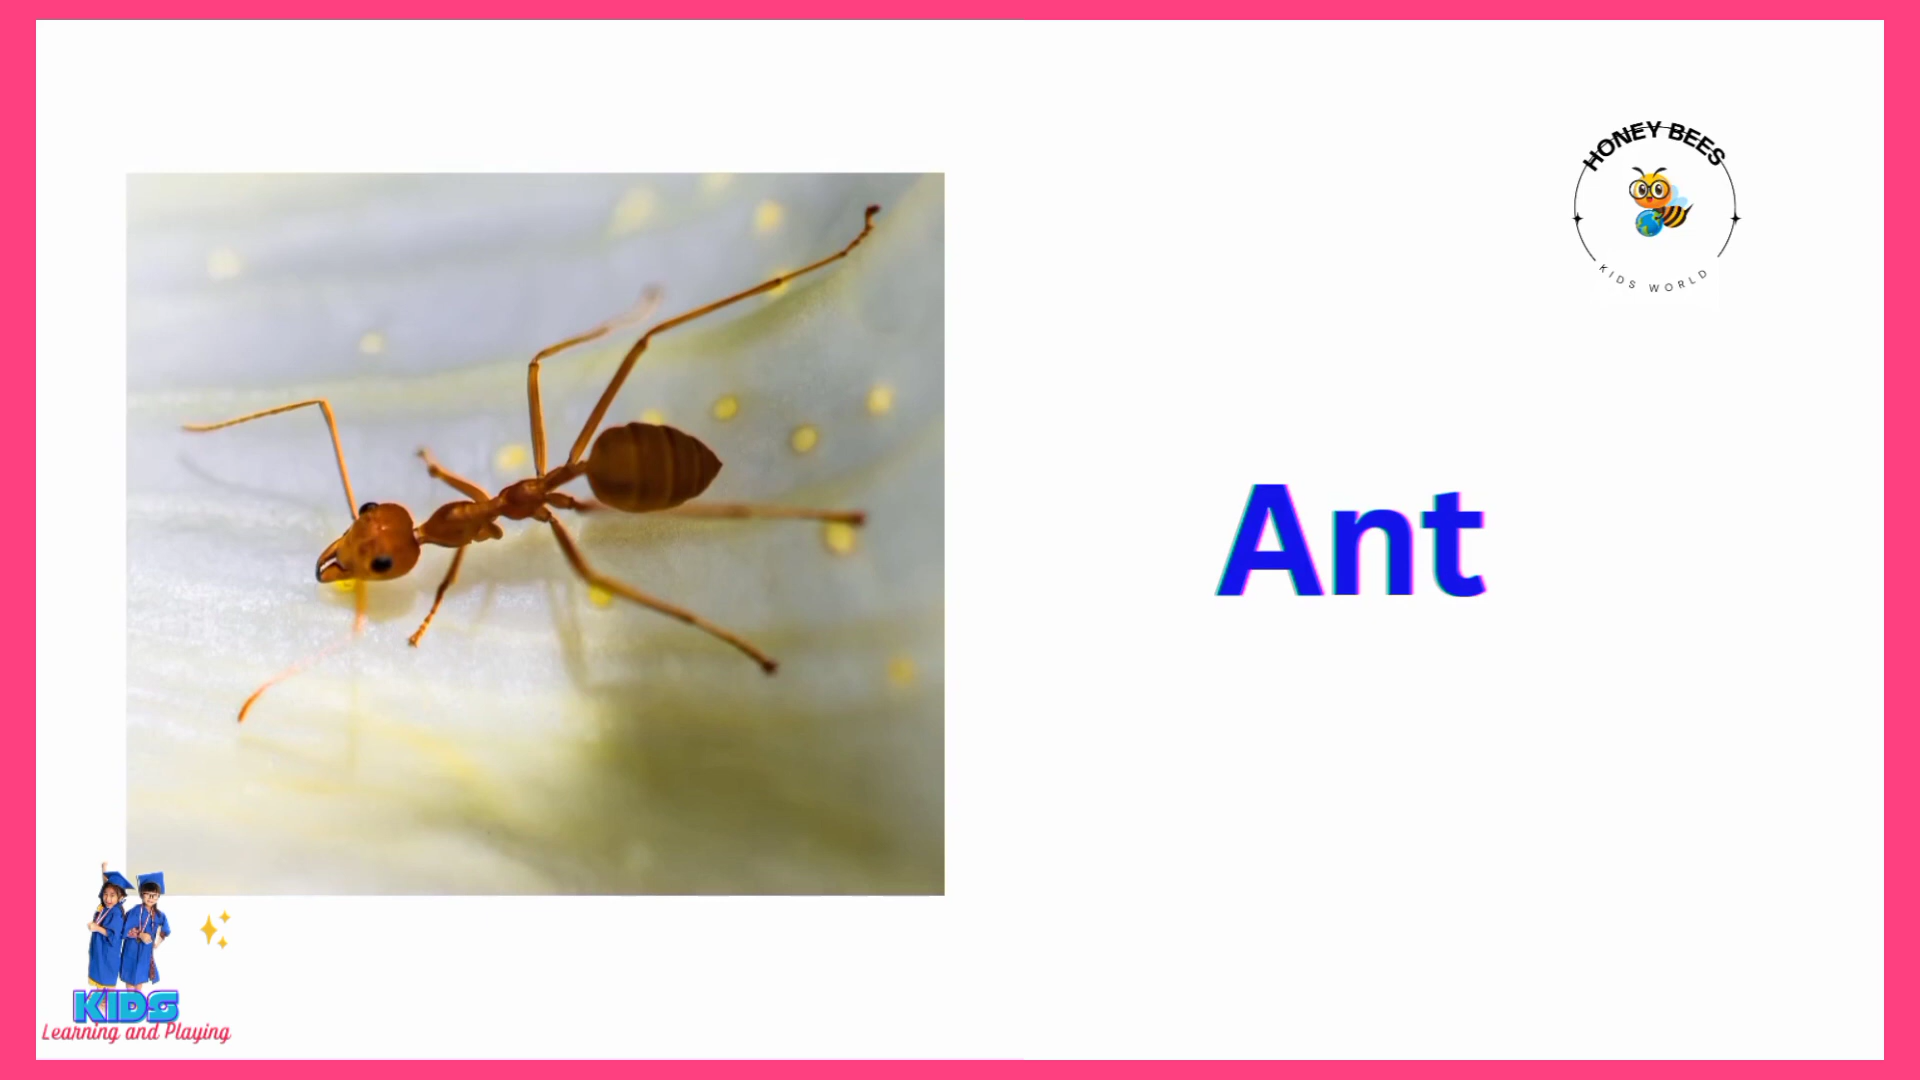 HONEY BEES
KIDS WORLD
Ant
KIDS
Learning and Playing